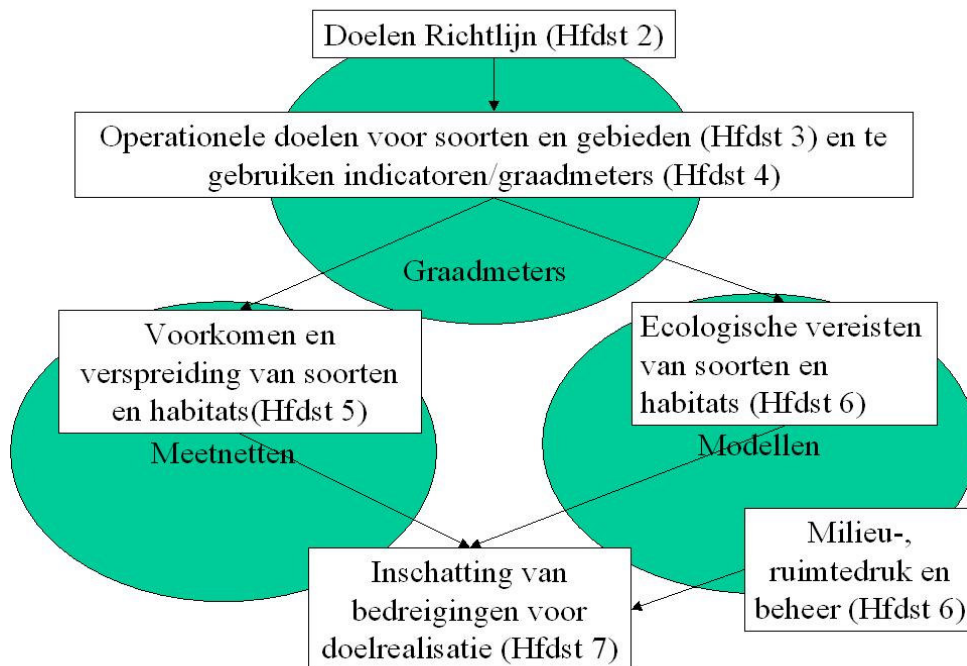 Doelen Richtlijn (Hfdst 2)
Operationele doelen voor soorten en gebieden (Hfdst 3) en te
gebruiken indicatoren/graadmeters (Hfdst 4)
Graadmeters
Voorkomen en
verspreiding van soorten
en habitats(Hfdst 5)
Meetnetten
Ecologische vereisten
van soorten en
habitats (Hfdst 6)
Modellen
Inschatting van
bedreigingen voor
doelrealisatie (Hfdst 7)
Milieu-,
ruimtedruk en
beheer (Hfdst 6)